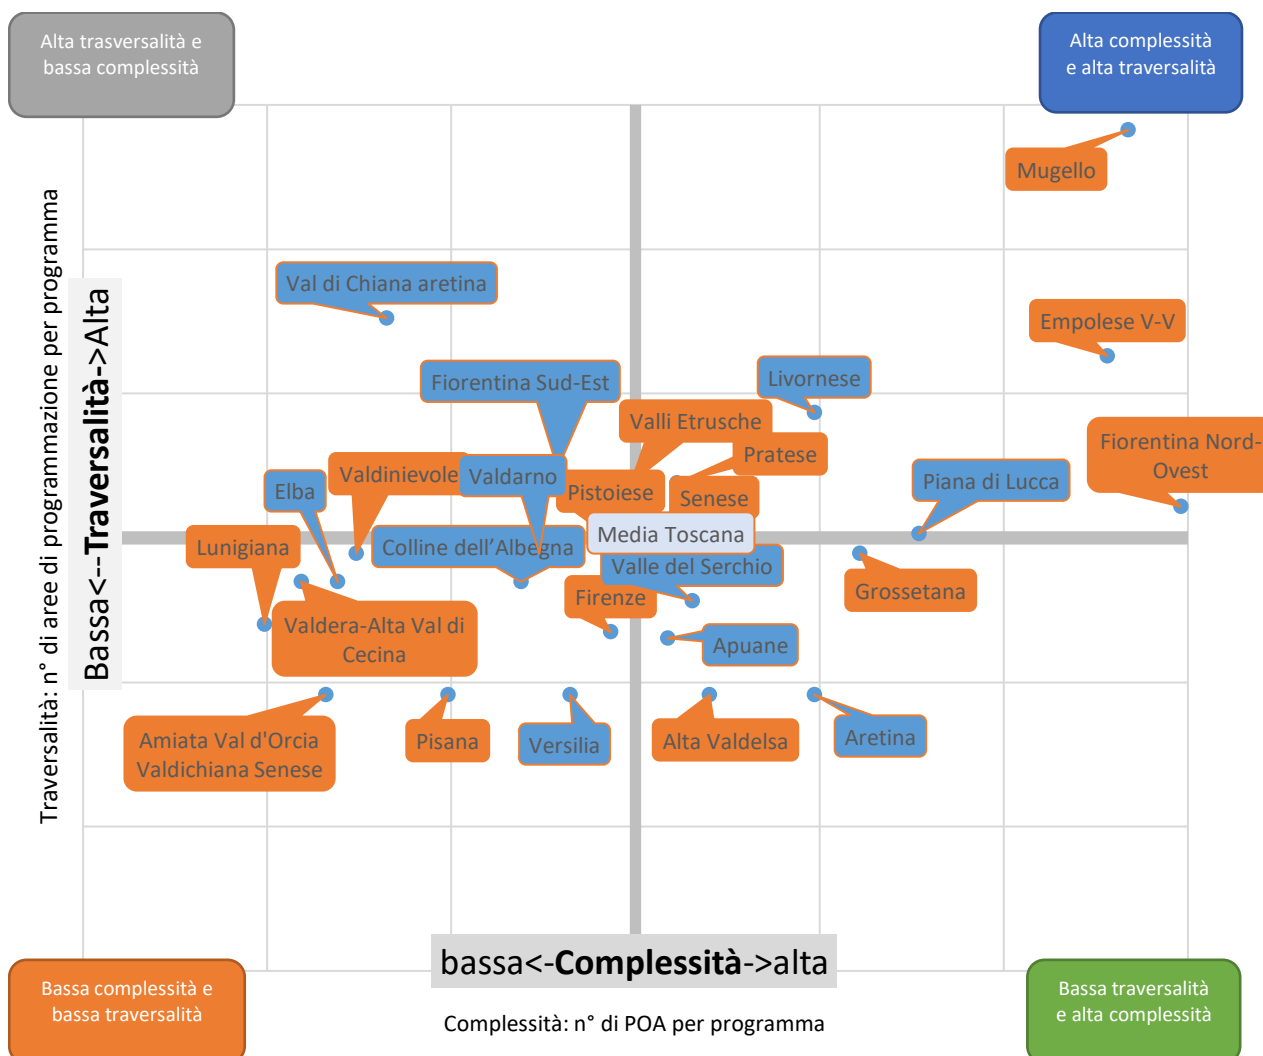 Alta trasversalità e
bassa complessità
Alta complessità
e alta traversalità
Mugello
Val di Chiana aretina
Empolese V-V
Fiorentina Sud-Est
Livornese
Valli Etrusche
Pratese
Fiorentina Nord-
Ovest
Valdinievole
Valdarno
Elba
Pistoiese
Senese
Piana di Lucca
Lunigiana
Colline dell'Albegna
Media Toscana
Valle del Serchio
Firenze
Grossetana
Valdera-Alta Val di
Cecina
Apuane
Amiata Val d'Orcia
Valdichiana Senese
Pisana
Versilia
Alta Valdelsa
Aretina
Traversalità: n° di aree di programmazione per programma
Bassa<--Traversalità->Alta
bassa<-Complessità->alta
Complessità: n° di POA per programma
Bassa complessità e
bassa traversalità
Bassa traversalità
e alta complessità